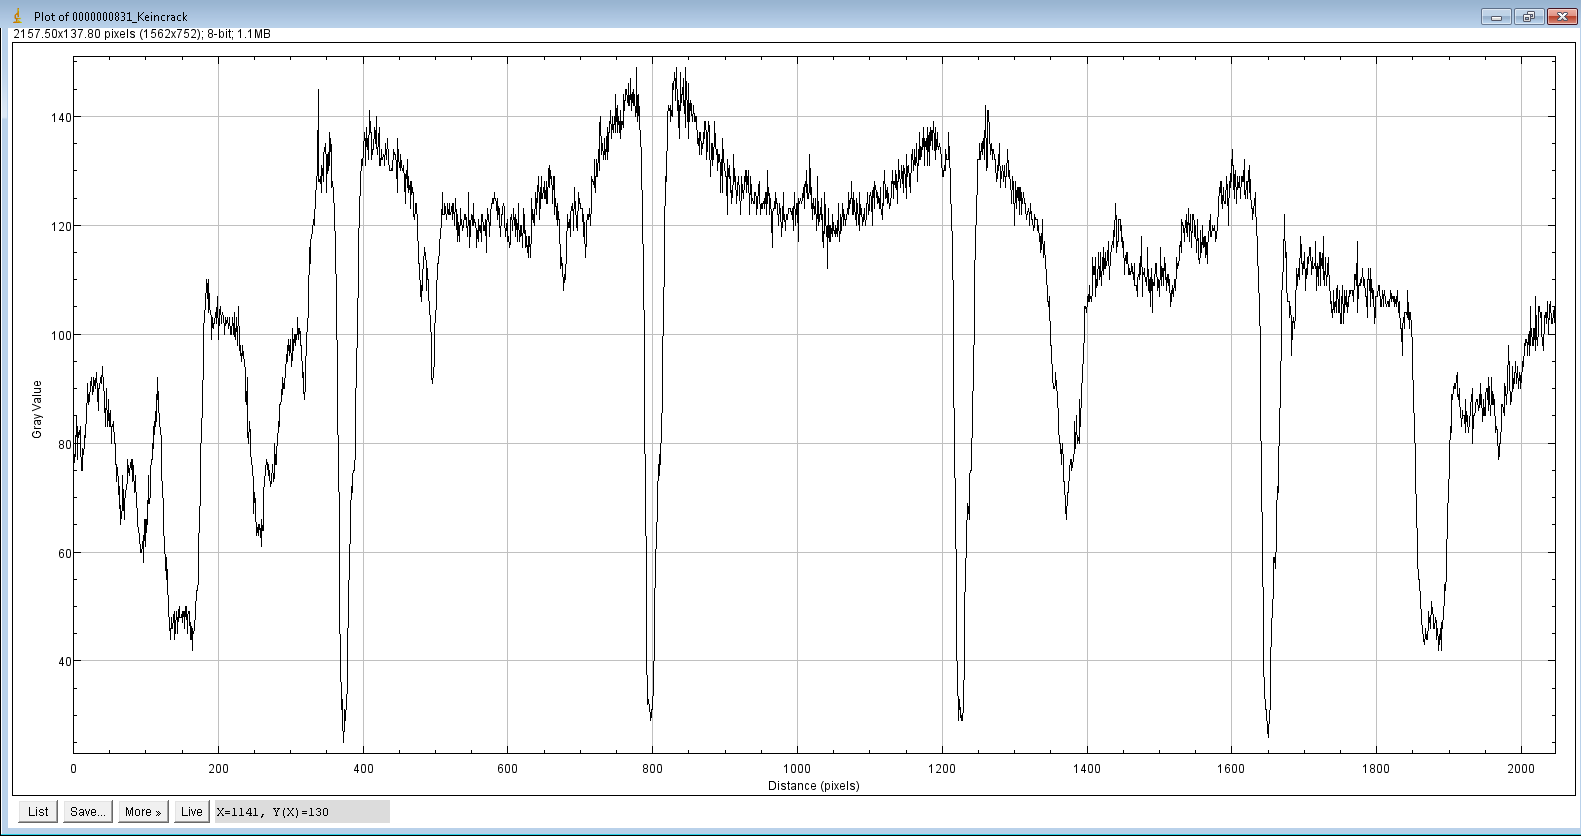 Plot of 0000000831_Keincrack
2157.50x137.80 pixels (1562x752); 8-bit; 1.1MB
140
120
100
80
60
40
Gray Value
0 200 400 600 800 1000 1200 1400 1600 1800 2000
Distance (pixels)
List Save... More » Live X=1141, Y(X)=130